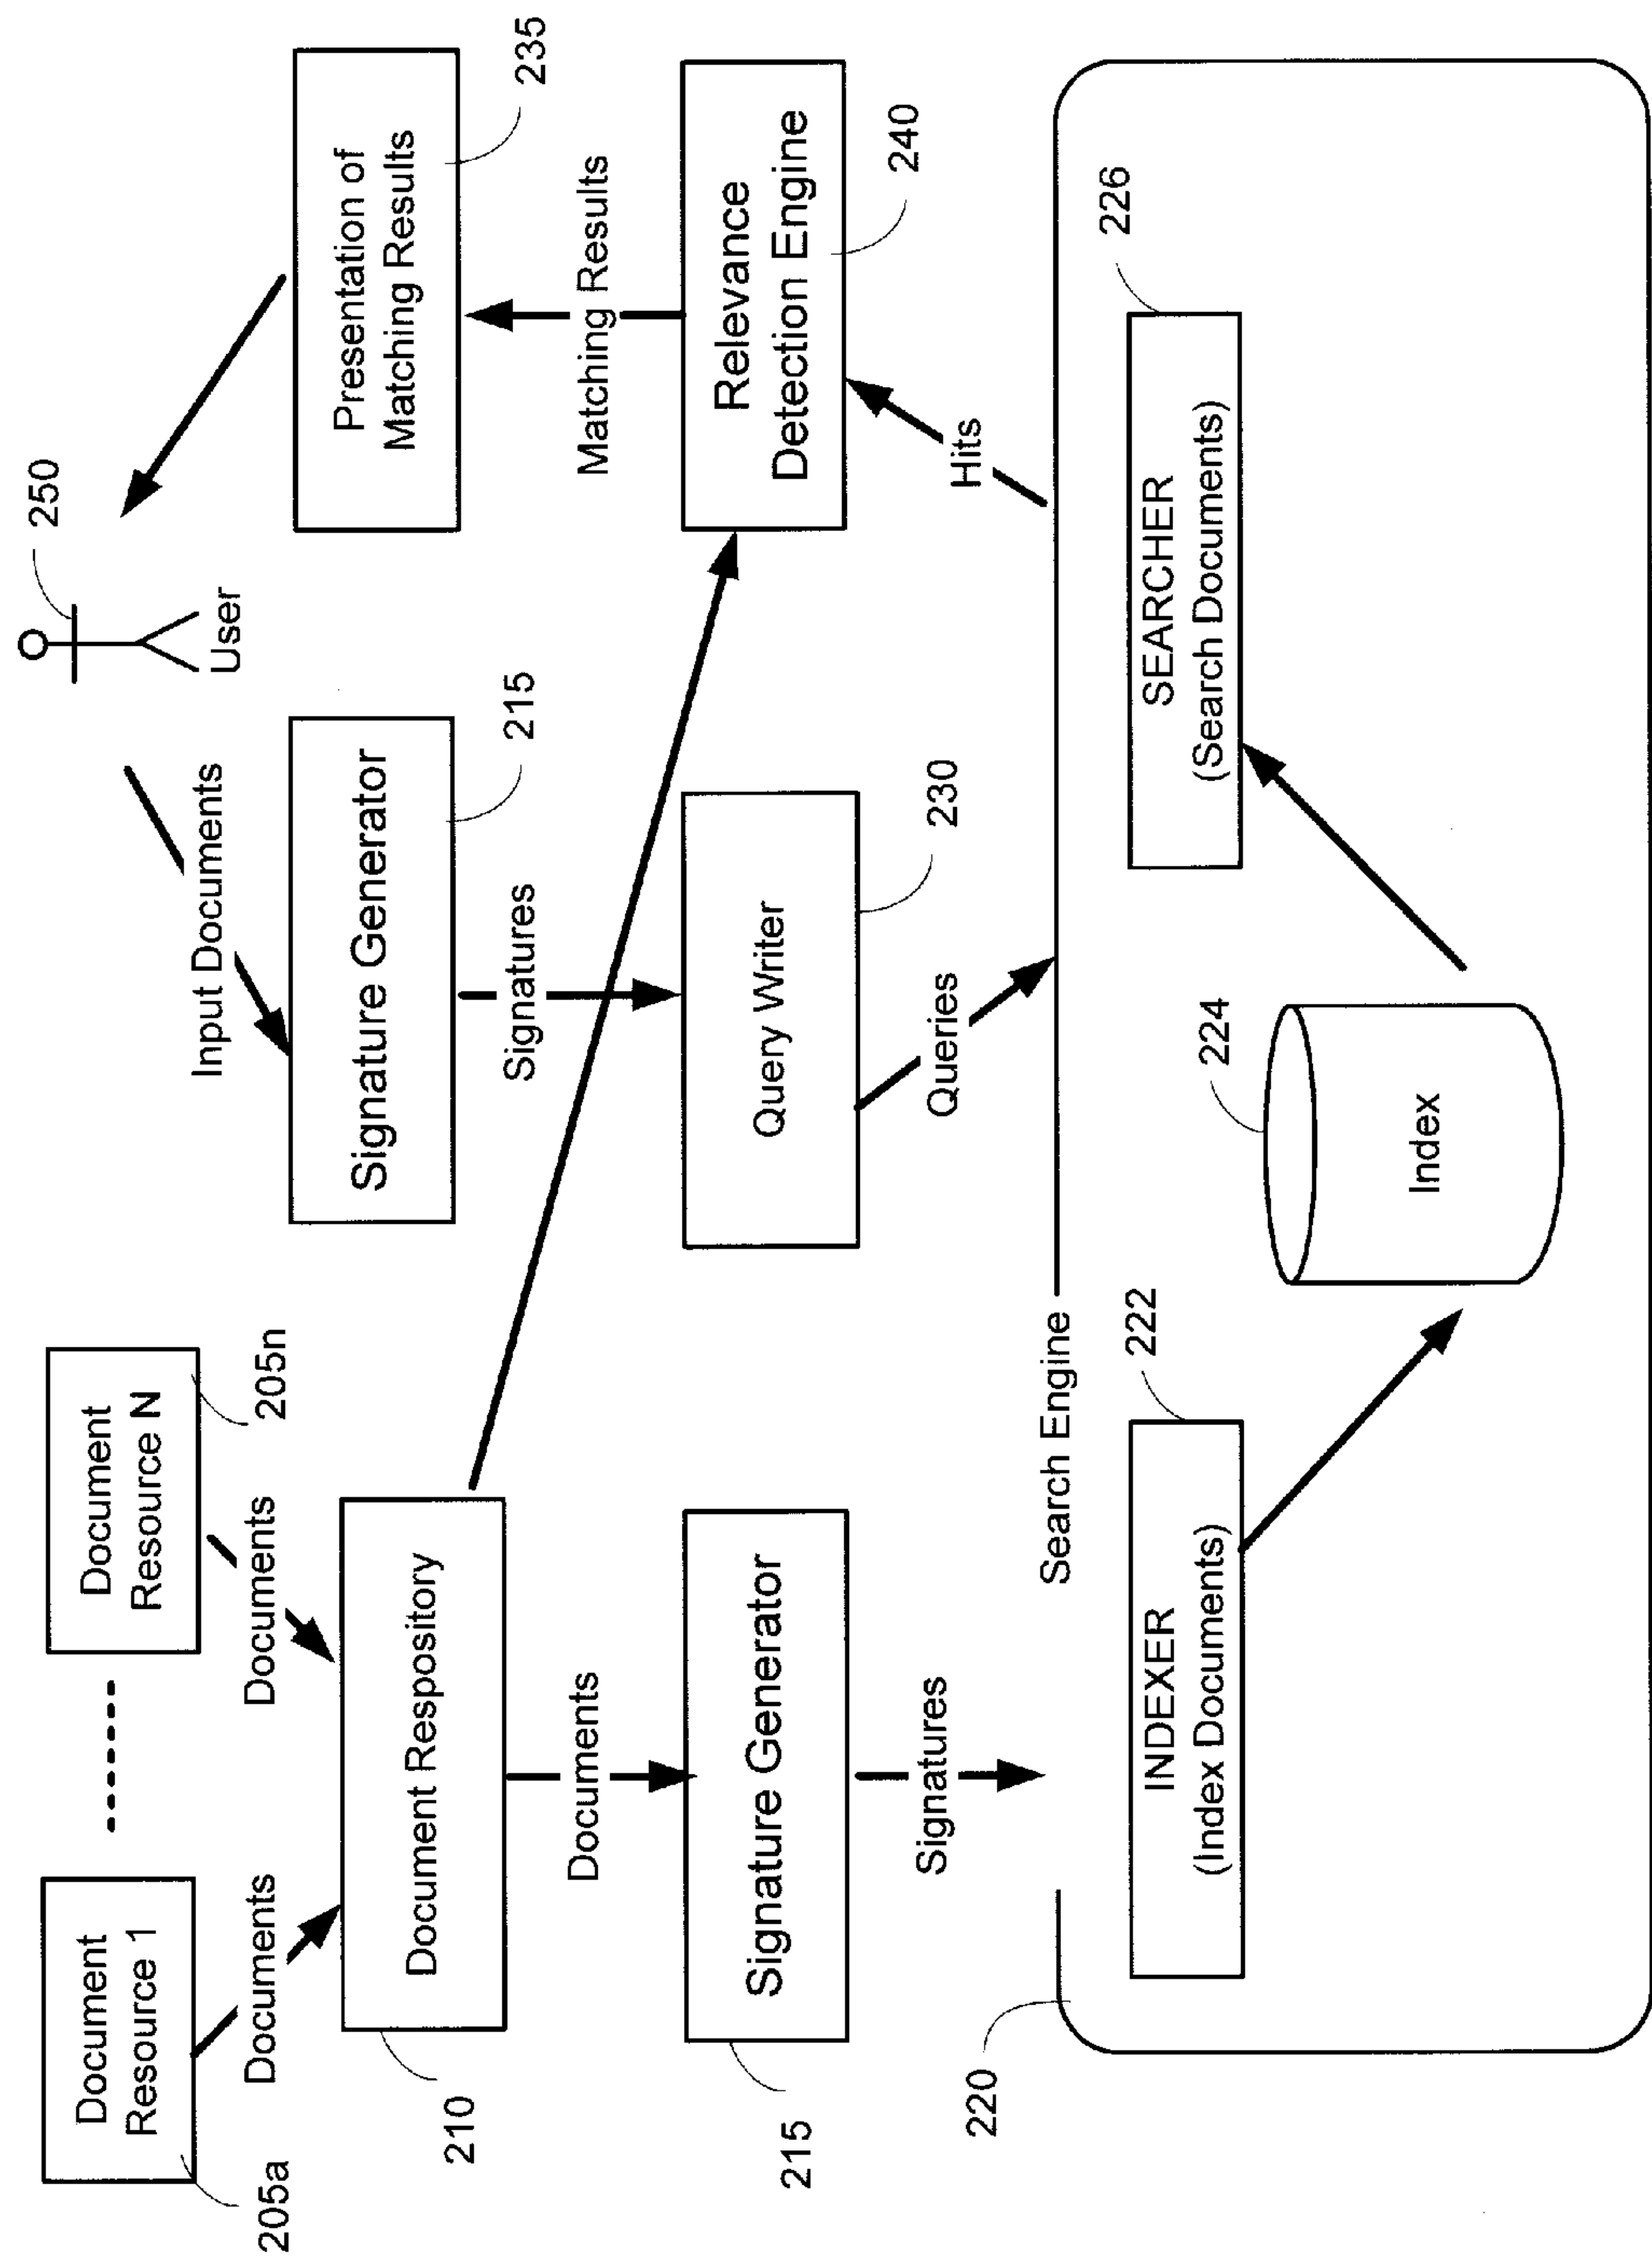 250
User
Document
Resource 1
205a
Document
Resource N
205n
Documents
Documents
Input Documents
Presentation of
Matching Results
235
Signature Generator
215
Document Respository
210
Documents
Signatures
Matching Results
Signature Generator
215
Query Writer
230
Relevance
Detection Engine
240
Signatures
Queries
Hits
220
Search Engine
INDEXER
(Index Documents)
222
Index
224
SEARCHER
(Search Documents)
226